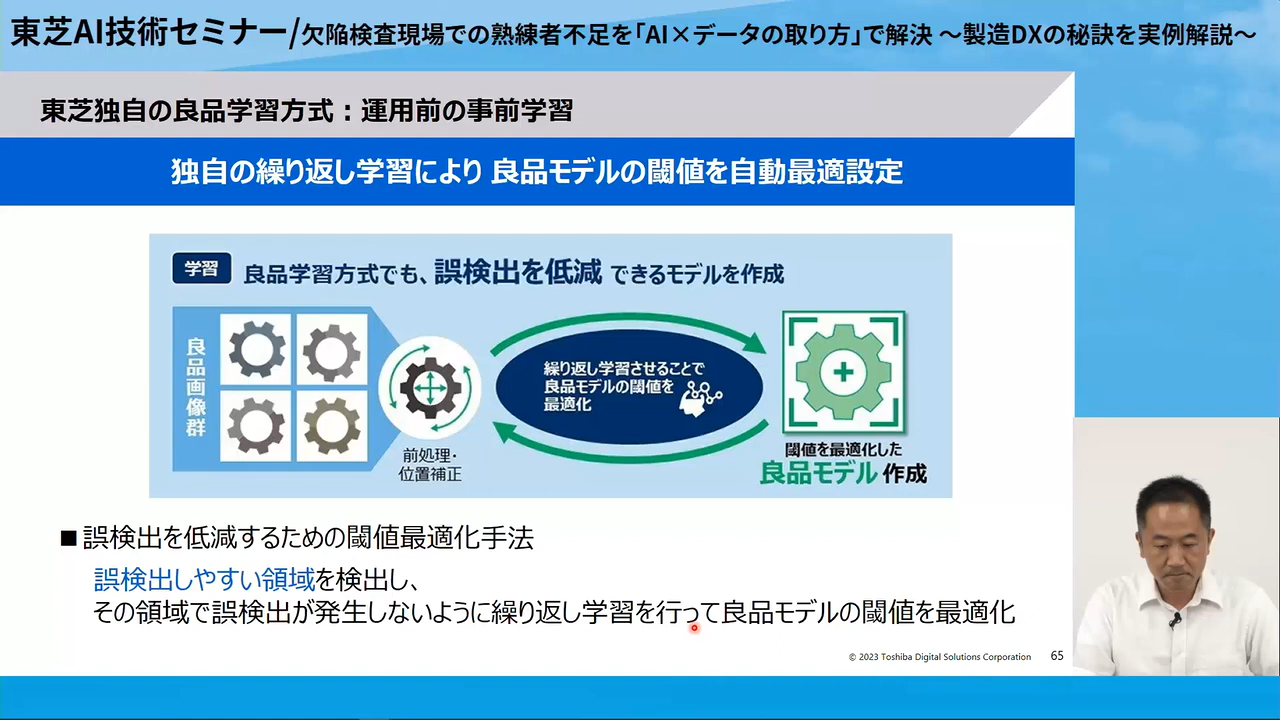 東芝AI技術セミナー/欠陥検査現場での熟練者不足を「AI×データの取り方」で解決 ～製造DXの秘訣を実例解説～
東芝独自の良品学習方式：運用前の事前学習
独自の繰り返し学習により 良品モデルの閾値を自動最適設定
学習 良品学習方式でも、誤検出を低減 できるモデルを作成
良品画像群
前処理・
位置補正
繰り返し学習させることで
良品モデルの閾値を
最適化
閾値を最適化した
良品モデル 作成
■ 誤検出を低減するための閾値最適化手法
誤検出しやすい領域を検出し、
その領域で誤検出が発生しないように繰り返し学習を行って良品モデルの閾値を最適化
© 2023 Toshiba Digital Solutions Corporation 65